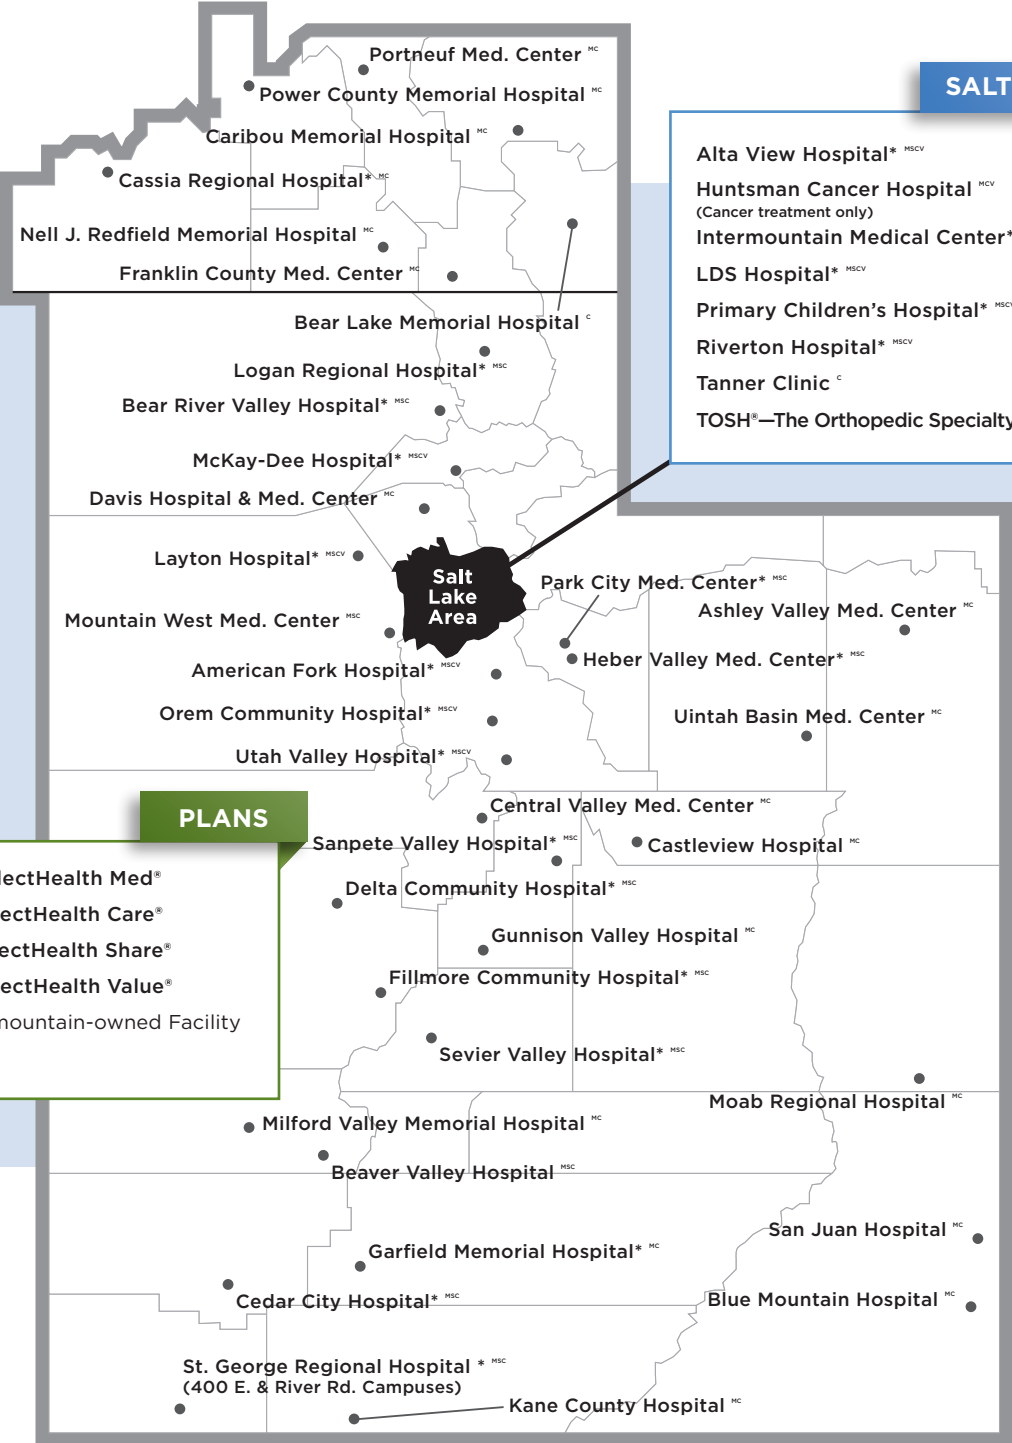 Portneuf Med. Center MC
Power County Memorial Hospital MC
Caribou Memorial Hospital MC
Cassia Regional Hospital* MC
Nell J. Redfield Memorial Hospital MC
Franklin County Med. Center MC
Bear Lake Memorial Hospital C
Logan Regional Hospital* MSC
Bear River Valley Hospital* MSC
McKay-Dee Hospital* MSCV
Davis Hospital & Med. Center MC
Layton Hospital* MSCV
Mountain West Med. Center MSC
American Fork Hospital* MSCV
Orem Community Hospital* MSCV
Utah Valley Hospital* MSCV
Salt
Lake
Area
SALT
Alta View Hospital* MSCV
Huntsman Cancer Hospital MCV
(Cancer treatment only)
Intermountain Medical Center*
LDS Hospital* MSCV
Primary Children's Hospital* MSCV
Riverton Hospital* MSCV
Tanner Clinic C
TOSH®—The Orthopedic Specialty
Park City Med. Center* MSC
Ashley Valley Med. Center MC
Heber Valley Med. Center* MSC
Uintah Basin Med. Center MC
Central Valley Med. Center MC
Sanpete Valley Hospital* MSC
Castleview Hospital MC
Delta Community Hospital* MSC
Gunnison Valley Hospital MC
Fillmore Community Hospital* MSC
Sevier Valley Hospital* MSC
PLANS
lectHealth Med®
ectHealth Care®
ectHealth Share®
ectHealth Value®
mountain-owned Facility
Moab Regional Hospital MC
Milford Valley Memorial Hospital MC
Beaver Valley Hospital MSC
San Juan Hospital MC
Garfield Memorial Hospital* MC
Cedar City Hospital* MSC
Blue Mountain Hospital MC
St. George Regional Hospital * MSC
(400 E. & River Rd. Campuses)
Kane County Hospital MC